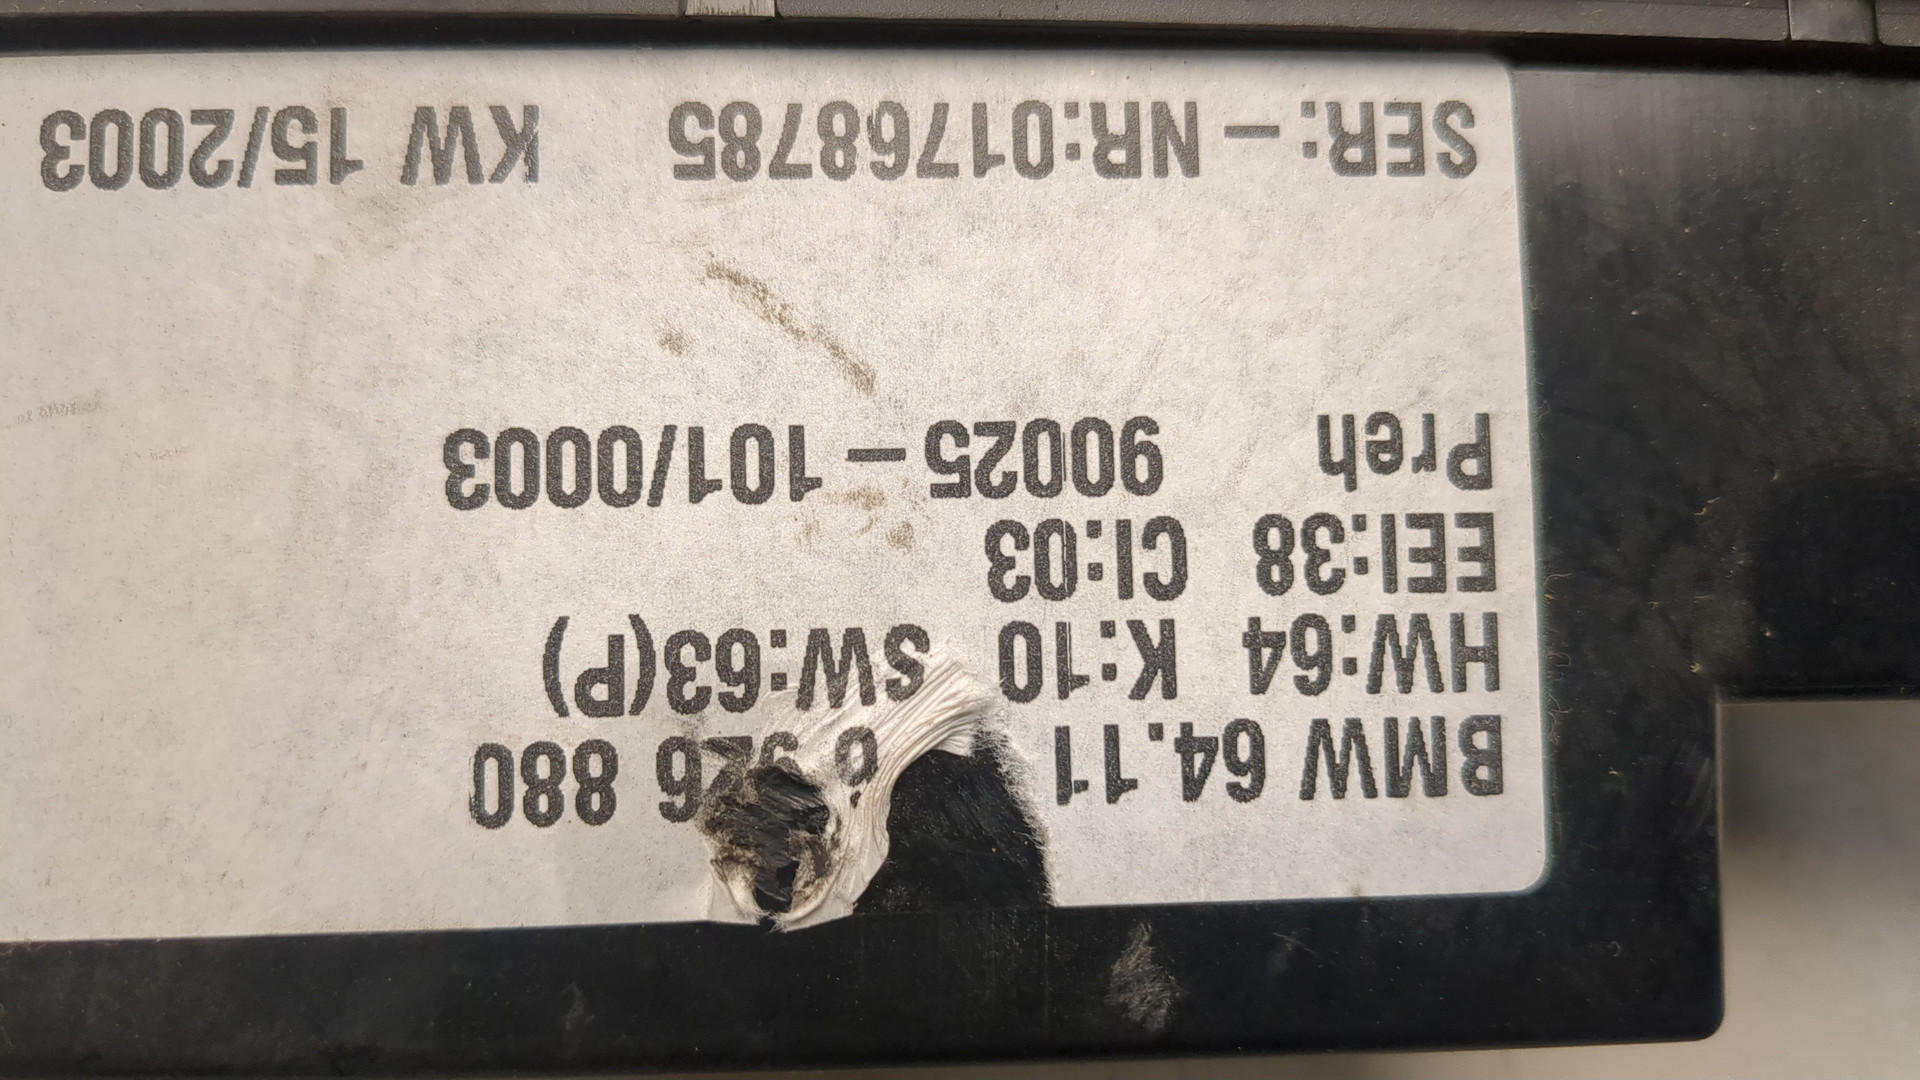 BMW 64.11 6 926 880
HW:64 K:10 SW:63(P)
EEI:38 CI:03
Preh 90025-101/0003
SER:-NR:01768785 KW 15/2003